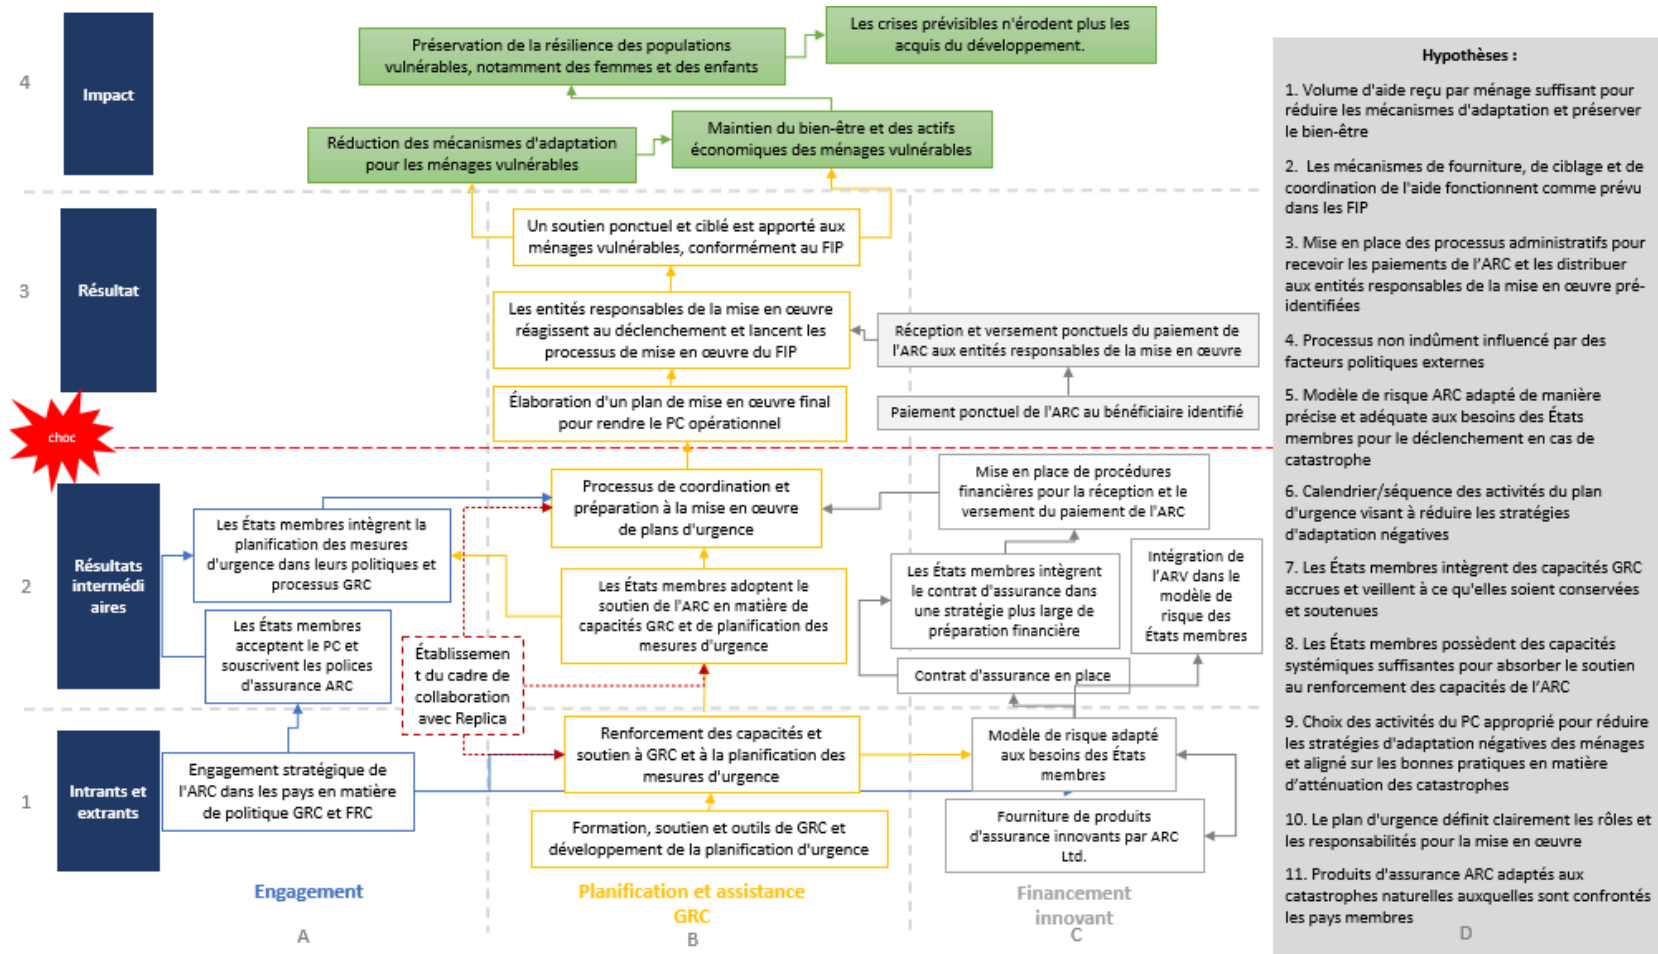 4
Impact
Préservation de la résilience des populations
vulnérables, notamment des femmes et des enfants
Les crises prévisibles n'érodent plus les
acquis du développement.
Réduction des mécanismes d'adaptation
pour les ménages vulnérables
Maintien du bien-être et des actifs
économiques des ménages vulnérables
3
Résultat
Un soutien ponctuel et ciblé est apporté aux
ménages vulnérables, conformément au FIP
Les entités responsables de la mise en œuvre
réagissent au déclenchement et lancent les
processus de mise en œuvre du FIP
Réception et versement ponctuels du paiement de
l'ARC aux entités responsables de la mise en œuvre
Élaboration d'un plan de mise en œuvre final
pour rendre le PC opérationnel
Paiement ponctuel de l'ARC au bénéficiaire identifié
choc
2
Résultats
intermédi
aires
Les États membres intègrent la
planification des mesures
d'urgence dans leurs politiques et
processus GRC
Les États membres
acceptent le PC et
souscrivent les polices
d'assurance ARC
Processus de coordination et
préparation à la mise en œuvre
de plans d'urgence
Les États membres adoptent le
soutien de l'ARC en matière de
capacités GRC et de planification des
mesures d'urgence
Établissemen
t du cadre de
collaboration
avec Replica
Mise en place de procédures
financières pour la réception et le
versement du paiement de l'ARC
Les États membres intègrent
le contrat d'assurance dans
une stratégie plus large de
préparation financière
Intégration de
l'ARV dans le
modèle de
risque des
États membres
Contrat d'assurance en place
1
Intrants et
extrants
Engagement stratégique de
l'ARC dans les pays en matière
de politique GRC et FRC
Renforcement des capacités et
soutien à GRC et à la planification des
mesures d'urgence
Formation, soutien et outils de GRC et
développement de la planification d'urgence
Modèle de risque adapté
aux besoins des États
membres
Fourniture de produits
d'assurance innovants par ARC
Ltd.
Engagement
A
Planification et assistance
GRC
B
Financement
innovant
C
Hypothèses :
1. Volume d'aide reçu par ménage suffisant pour
réduire les mécanismes d'adaptation et préserver
le bien-être
2. Les mécanismes de fourniture, de ciblage et de
coordination de l'aide fonctionnent comme prévu
dans les FIP
3. Mise en place des processus administratifs pour
recevoir les paiements de l'ARC et les distribuer
aux entités responsables de la mise en œuvre pré-
identifiées
4. Processus non indûment influencé par des
facteurs politiques externes
5. Modèle de risque ARC adapté de manière
précise et adéquate aux besoins des États
membres pour le déclenchement en cas de
catastrophe
6. Calendrier/séquence des activités du plan
d'urgence visant à réduire les stratégies
d'adaptation négatives
7. Les États membres intègrent des capacités GRC
accrues et veillent à ce qu'elles soient conservées
et soutenues
8. Les États membres possèdent des capacités
systémiques suffisantes pour absorber le soutien
au renforcement des capacités de l'ARC
9. Choix des activités du PC approprié pour réduire
les stratégies d'adaptation négatives des ménages
et aligné sur les bonnes pratiques en matière
d'atténuation des catastrophes
10. Le plan d'urgence définit clairement les rôles et
les responsabilités pour la mise en œuvre
11. Produits d'assurance ARC adaptés aux
catastrophes naturelles auxquelles sont confrontés
les pays membres
D